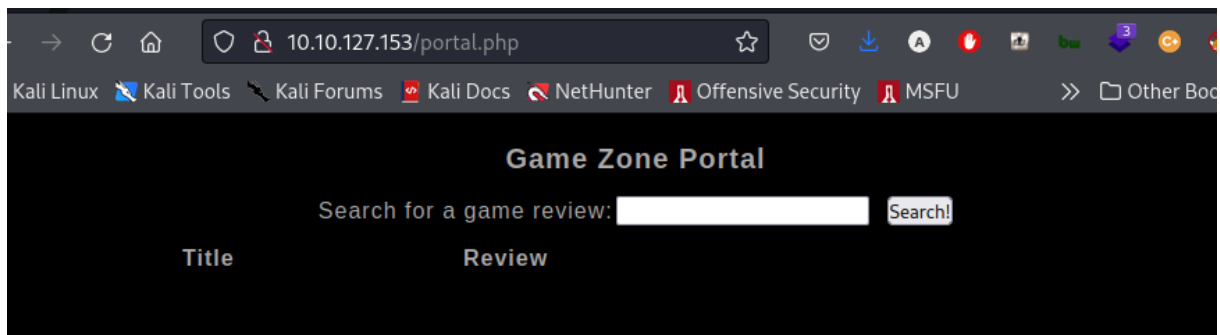 10.10.127.153/portal.php
3
Kali Linux Kali Tools Kali Forums Kali Docs NetHunter Offensive Security MSFU >> Other Boo
Game Zone Portal
Search for a game review: Search!
Title Review